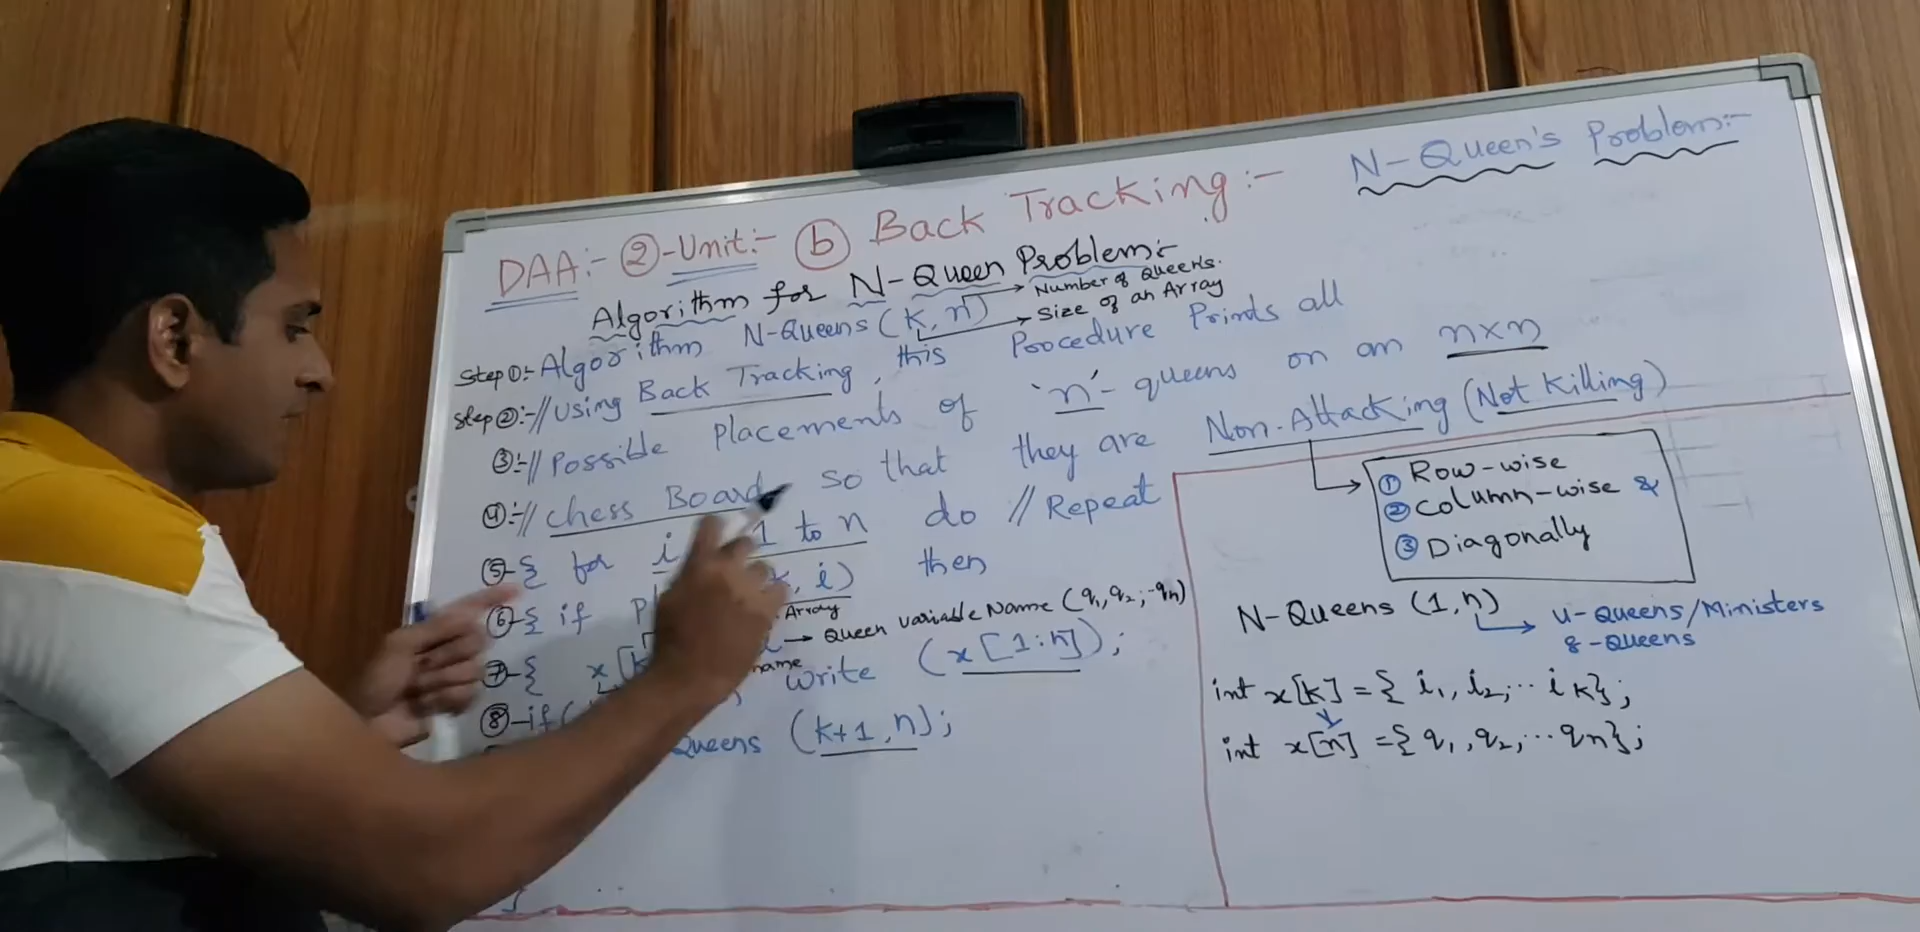 N-Queen's Problem:-
DAA:- ②-Unit:- ⓑ Back Tracking:-
Algorithm for N-Queen Problem:-
Number of Queens.
Size of an Array
Step①:- Algorithm N-Queens (k, n)
Step②:-// Using Back Tracking, this Procedure Prints all
③:-// Possible Placements of 'n'- queens on an n×n
④:-// Chess Board, so that they are Non-Attacking (Not Killing)
⑤-{ for i 1 to n do // Repeat
⑥-{ if k, i) then
Array
→ Queen variable Name (q1, q2, -qn)
name
⑦-{ x[k
⑧-if( write (x[1:n]);
Queens (k+1, n);
① Row-wise
② Column-wise &
③ Diagonally
N-Queens (1, n)
4-Queens/Ministers
8-Queens
int x[k] = { i1, i2, ... ik};
int x[n] = { q1, q2, ... qn};